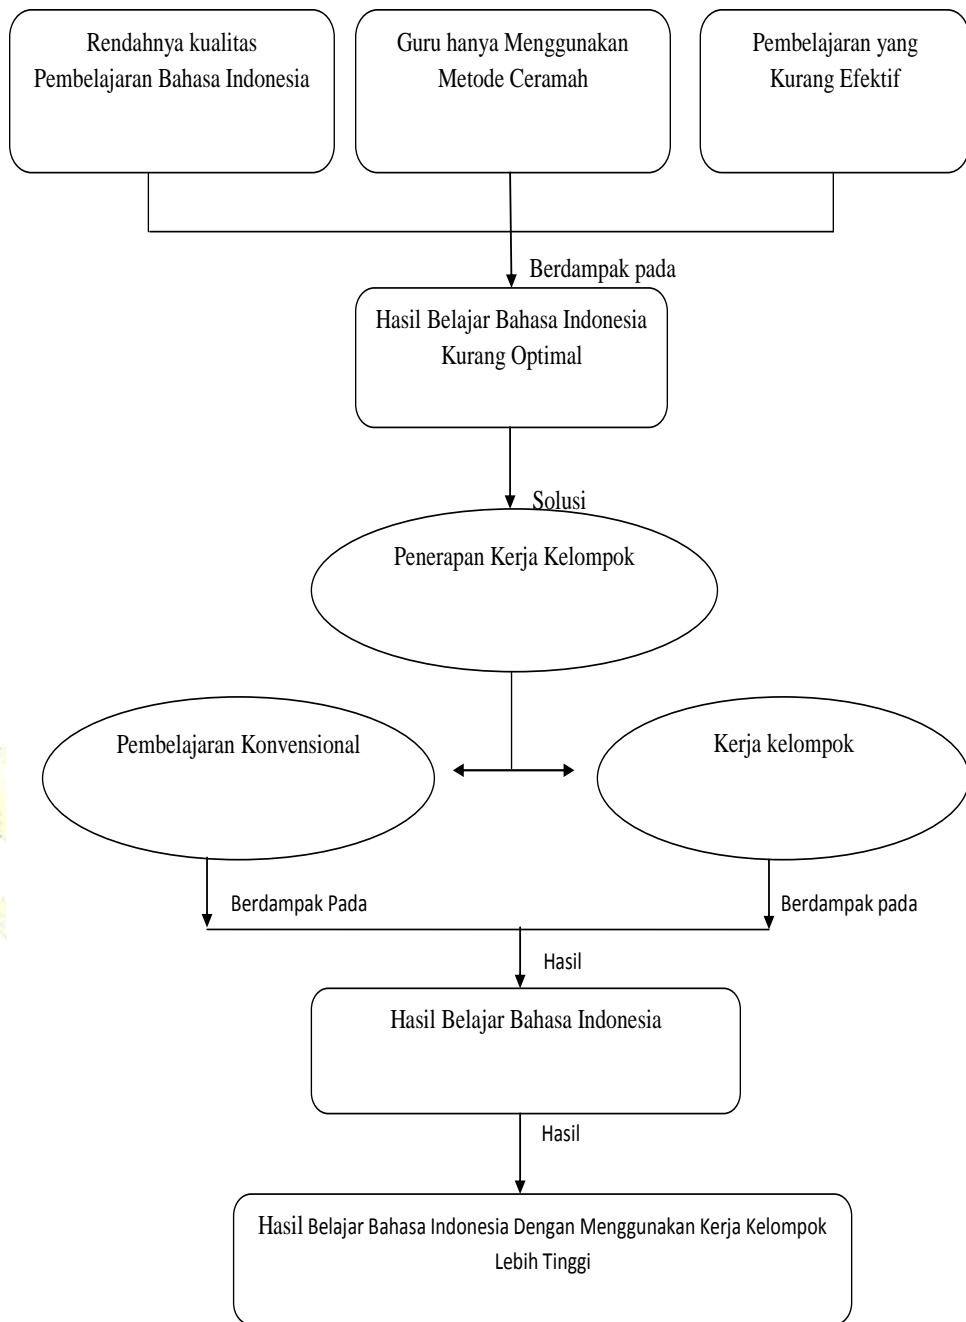 Rendahnya kualitas
Pembelajaran Bahasa Indonesia
Guru hanya Menggunakan
Metode Ceramah
Pembelajaran yang
Kurang Efektif
Berdampak pada
Hasil Belajar Bahasa Indonesia
Kurang Optimal
Solusi
Penerapan Kerja Kelompok
Pembelajaran Konvensional
Kerja kelompok
Berdampak Pada
Berdampak pada
Hasil
Hasil Belajar Bahasa Indonesia
Hasil
Hasil Belajar Bahasa Indonesia Dengan Menggunakan Kerja Kelompok
Lebih Tinggi